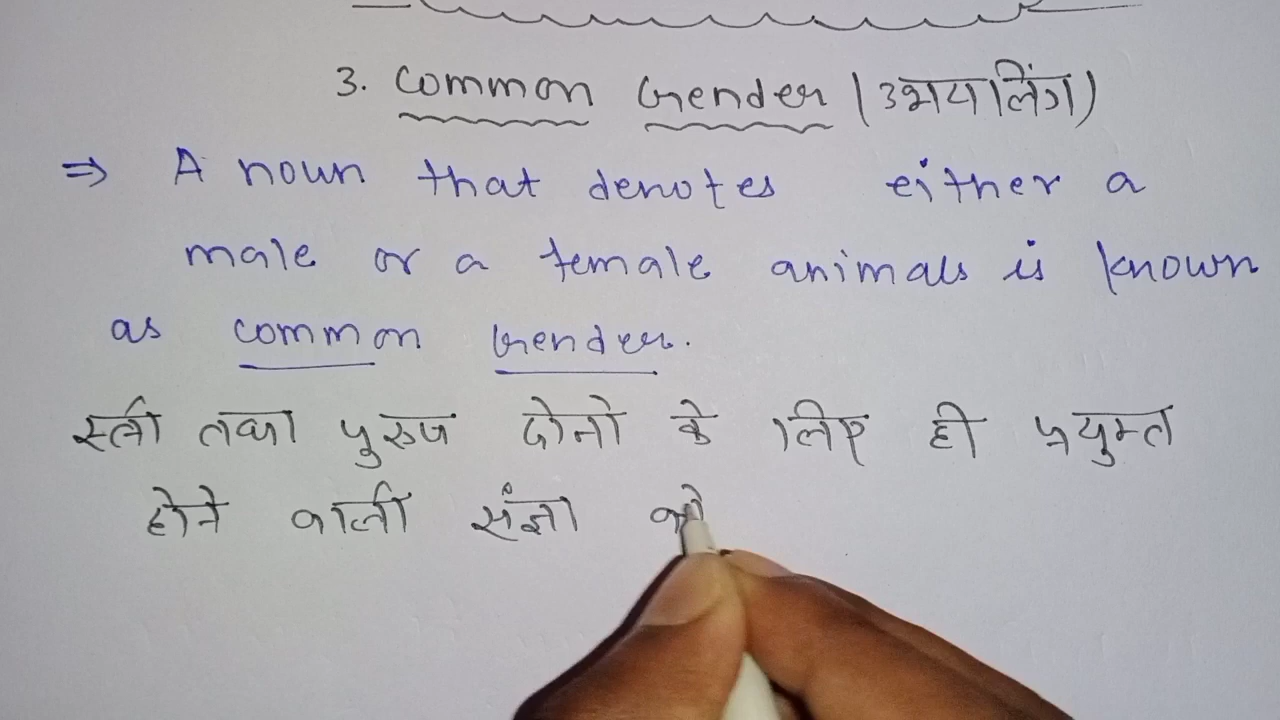 3. Common Gender (उभयलिंग)
⇒ A noun that denotes either a
male or a female animals is known
as common Gender.
स्त्री तथा पुरुष दोनो के लिए ही प्रयुक्त
होने वाली संज्ञा को